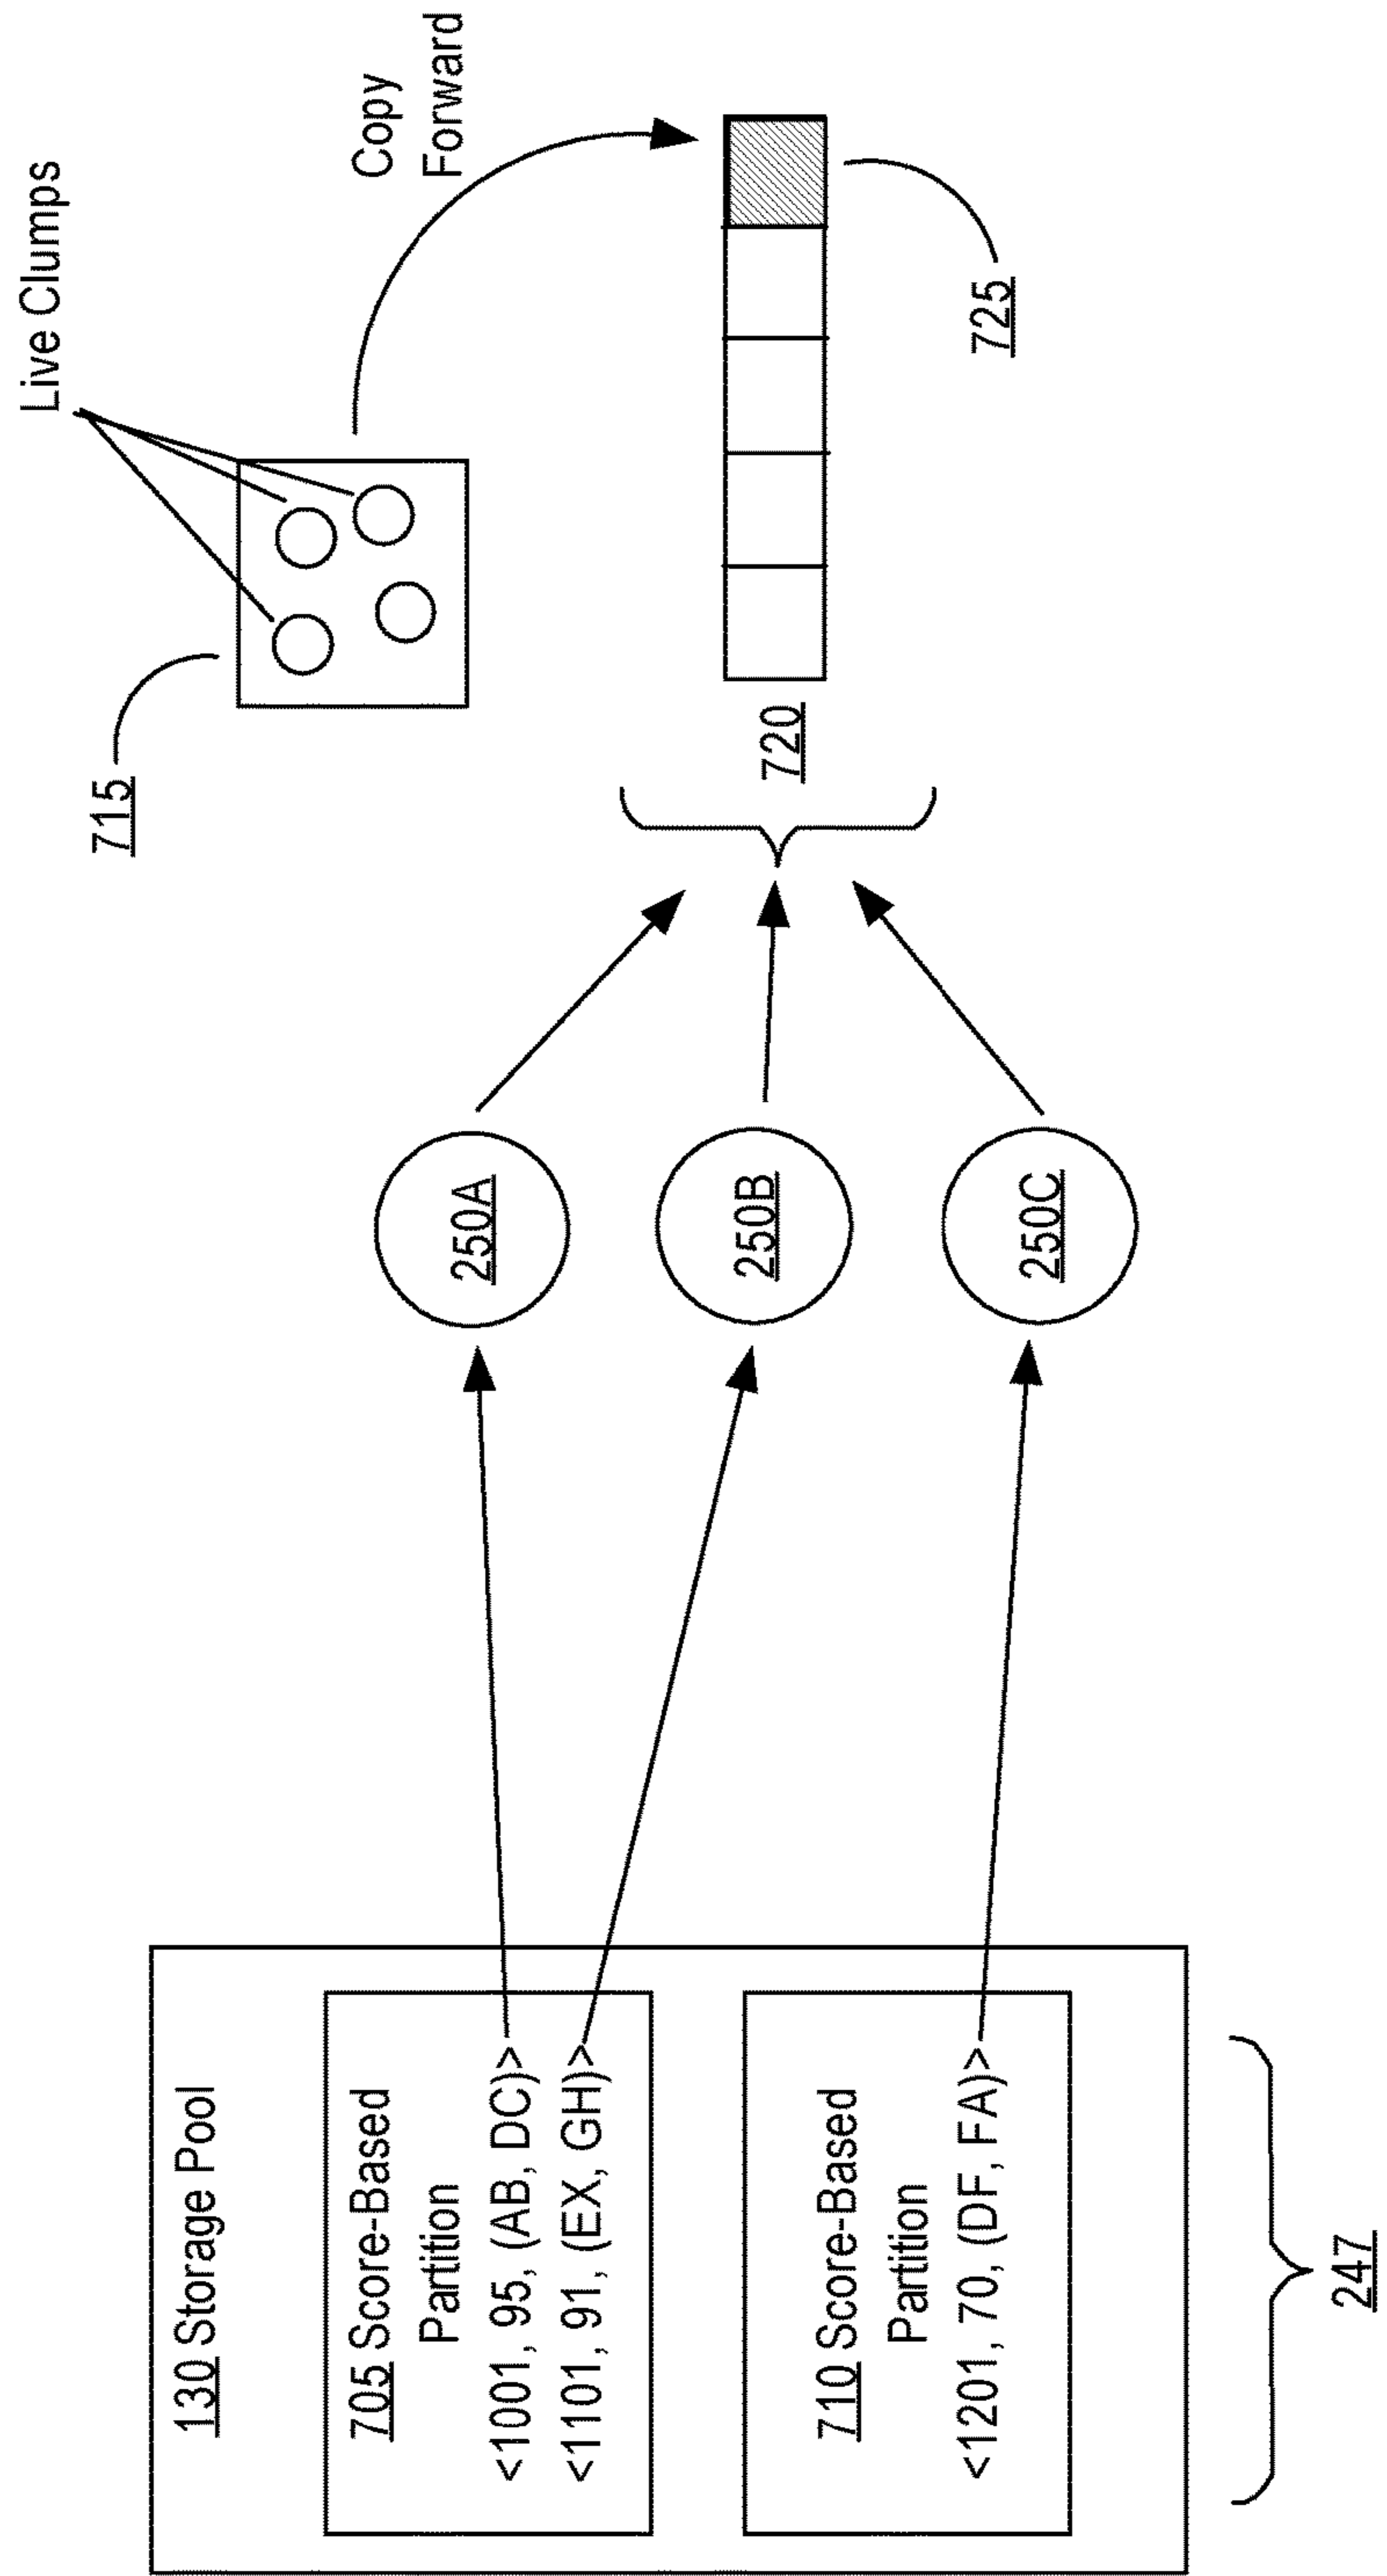 130 Storage Pool
705 Score-Based
Partition
<1001, 95, (AB, DC)>
<1101, 91, (EX, GH)>
710 Score-Based
Partition
<1201, 70, (DF, FA)>
247
250A
250B
250C
715
Live Clumps
Copy
Forward
720
725